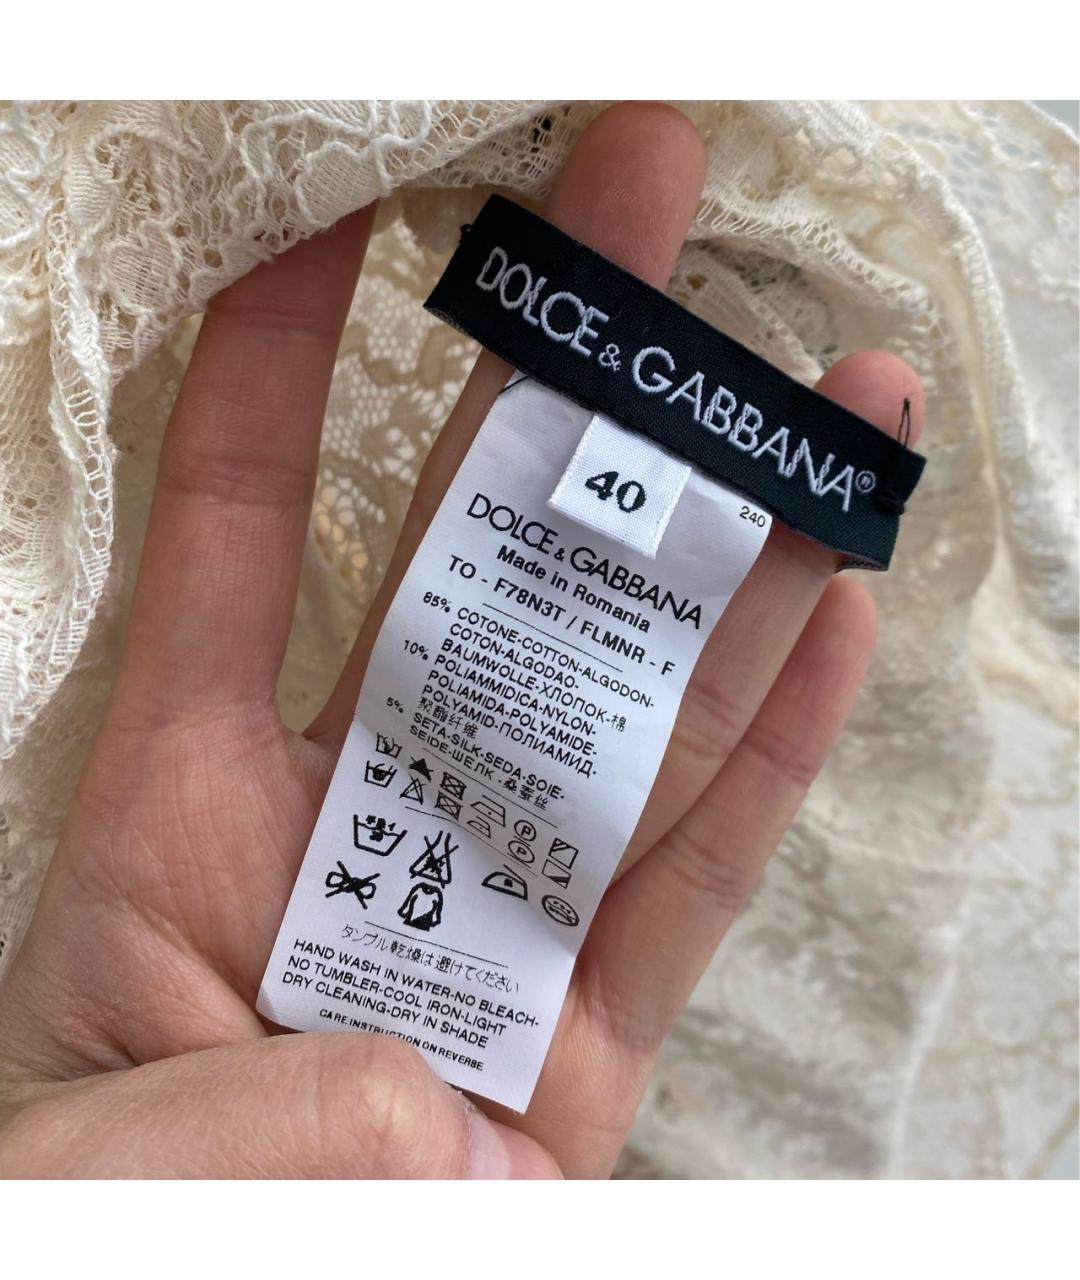 DOLCE & GABBANA®
40
240
DOLCE & GABBANA
Made in Romania
TO - F78N3T / FLMNR - F
85% COTONE-COTTON-ALGODON-
COTON-ALGODAO-
BAUMWOLLE-ХЛОПОК-棉
10% POLIAMMIDICA-NYLON-
POLIAMIDA-POLYAMIDE-
POLYAMID-ПОЛИАМИД-
聚酯纤维
5% SETA-SILK-SEDA-SOIE-
SEIDE-ШЕЛК-桑蚕丝
P
P
タンブル乾燥は避けてください
HAND WASH IN WATER-NO BLEACH-
NO TUMBLER-COOL IRON-LIGHT
DRY CLEANING-DRY IN SHADE
CARE INSTRUCTION ON REVERSE